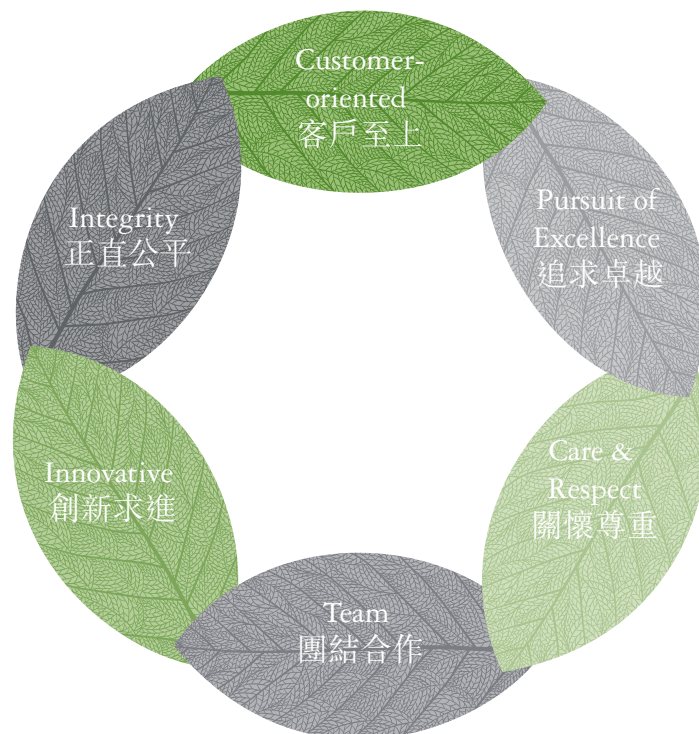 Customer-
oriented
客戶至上
Pursuit of
Excellence
追求卓越
Care &
Respect
關懷尊重
Team
團結合作
Innovative
創新求進
Integrity
正直公平